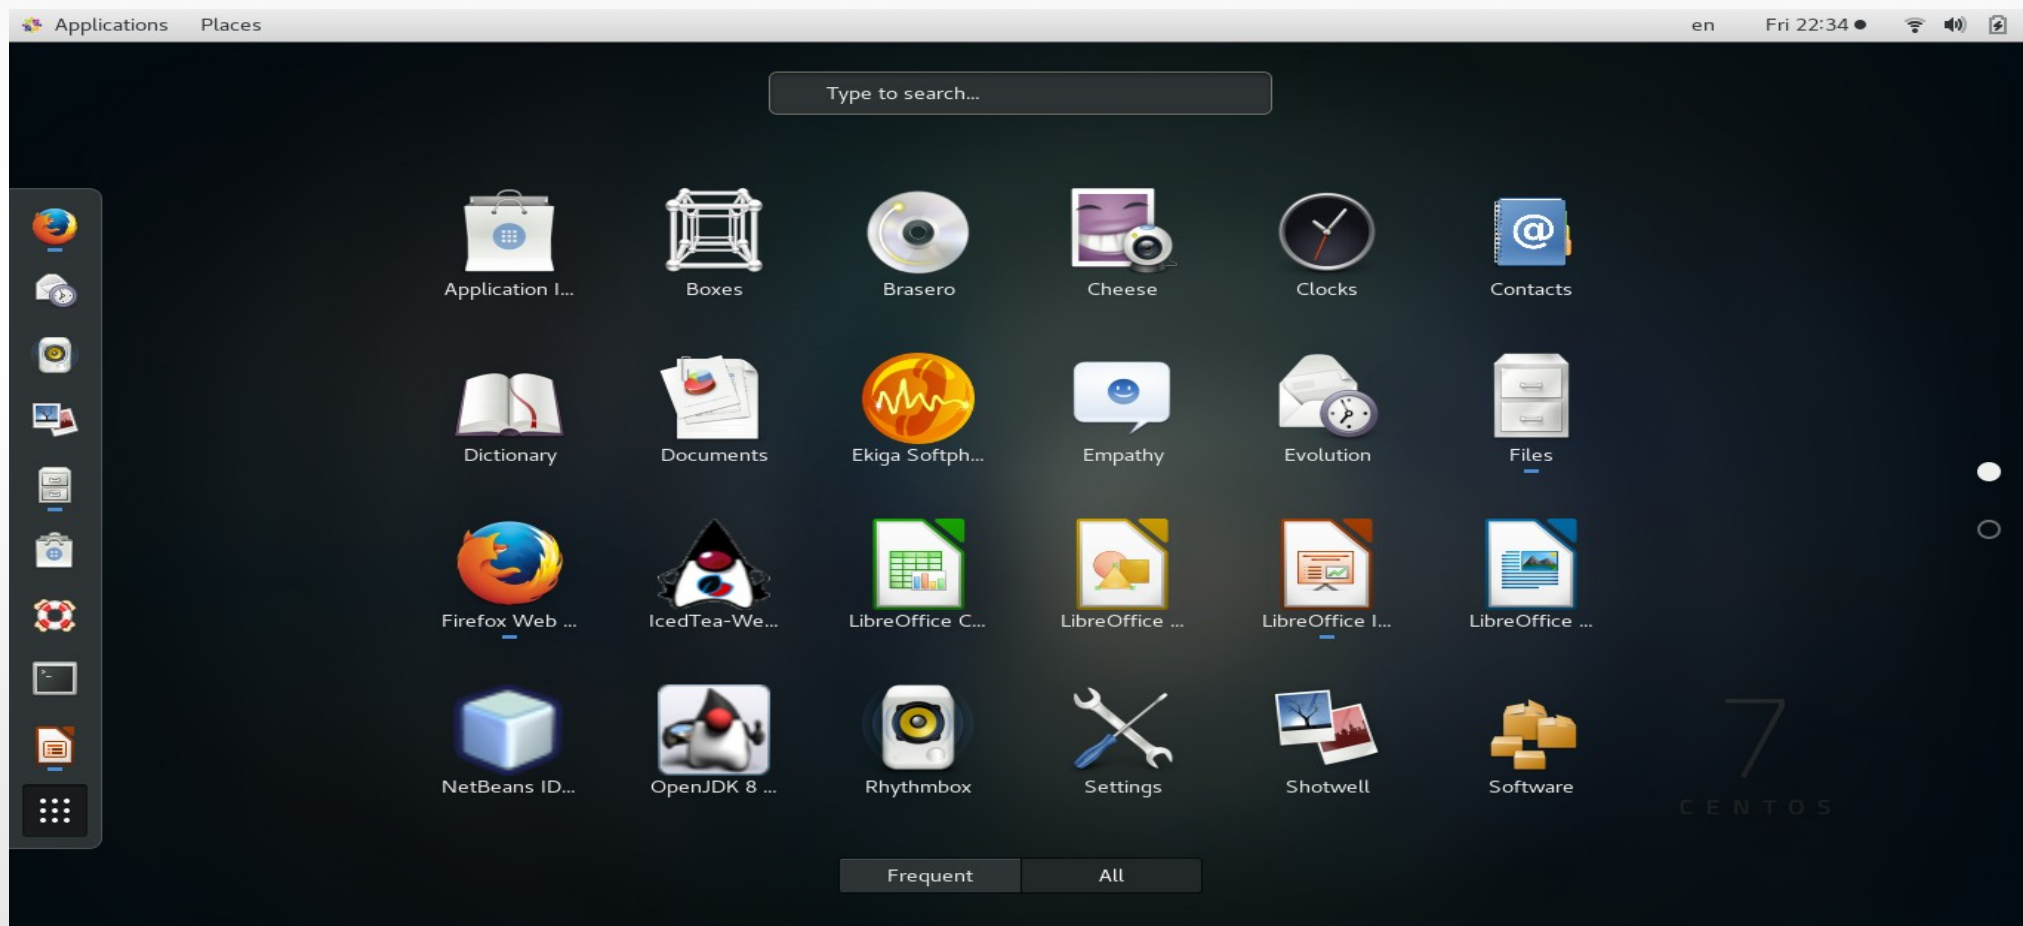 Applications Places en Fri 22:34
Type to search...
Application I... Boxes Brasero Cheese Clocks Contacts
Dictionary Documents Ekiga Softph... Empathy Evolution Files
Firefox Web ... IcedTea-We... LibreOffice C... LibreOffice ... LibreOffice I... LibreOffice ...
NetBeans ID... OpenJDK 8 ... Rhythmbox Settings Shotwell Software
7
CENTOS
Frequent All